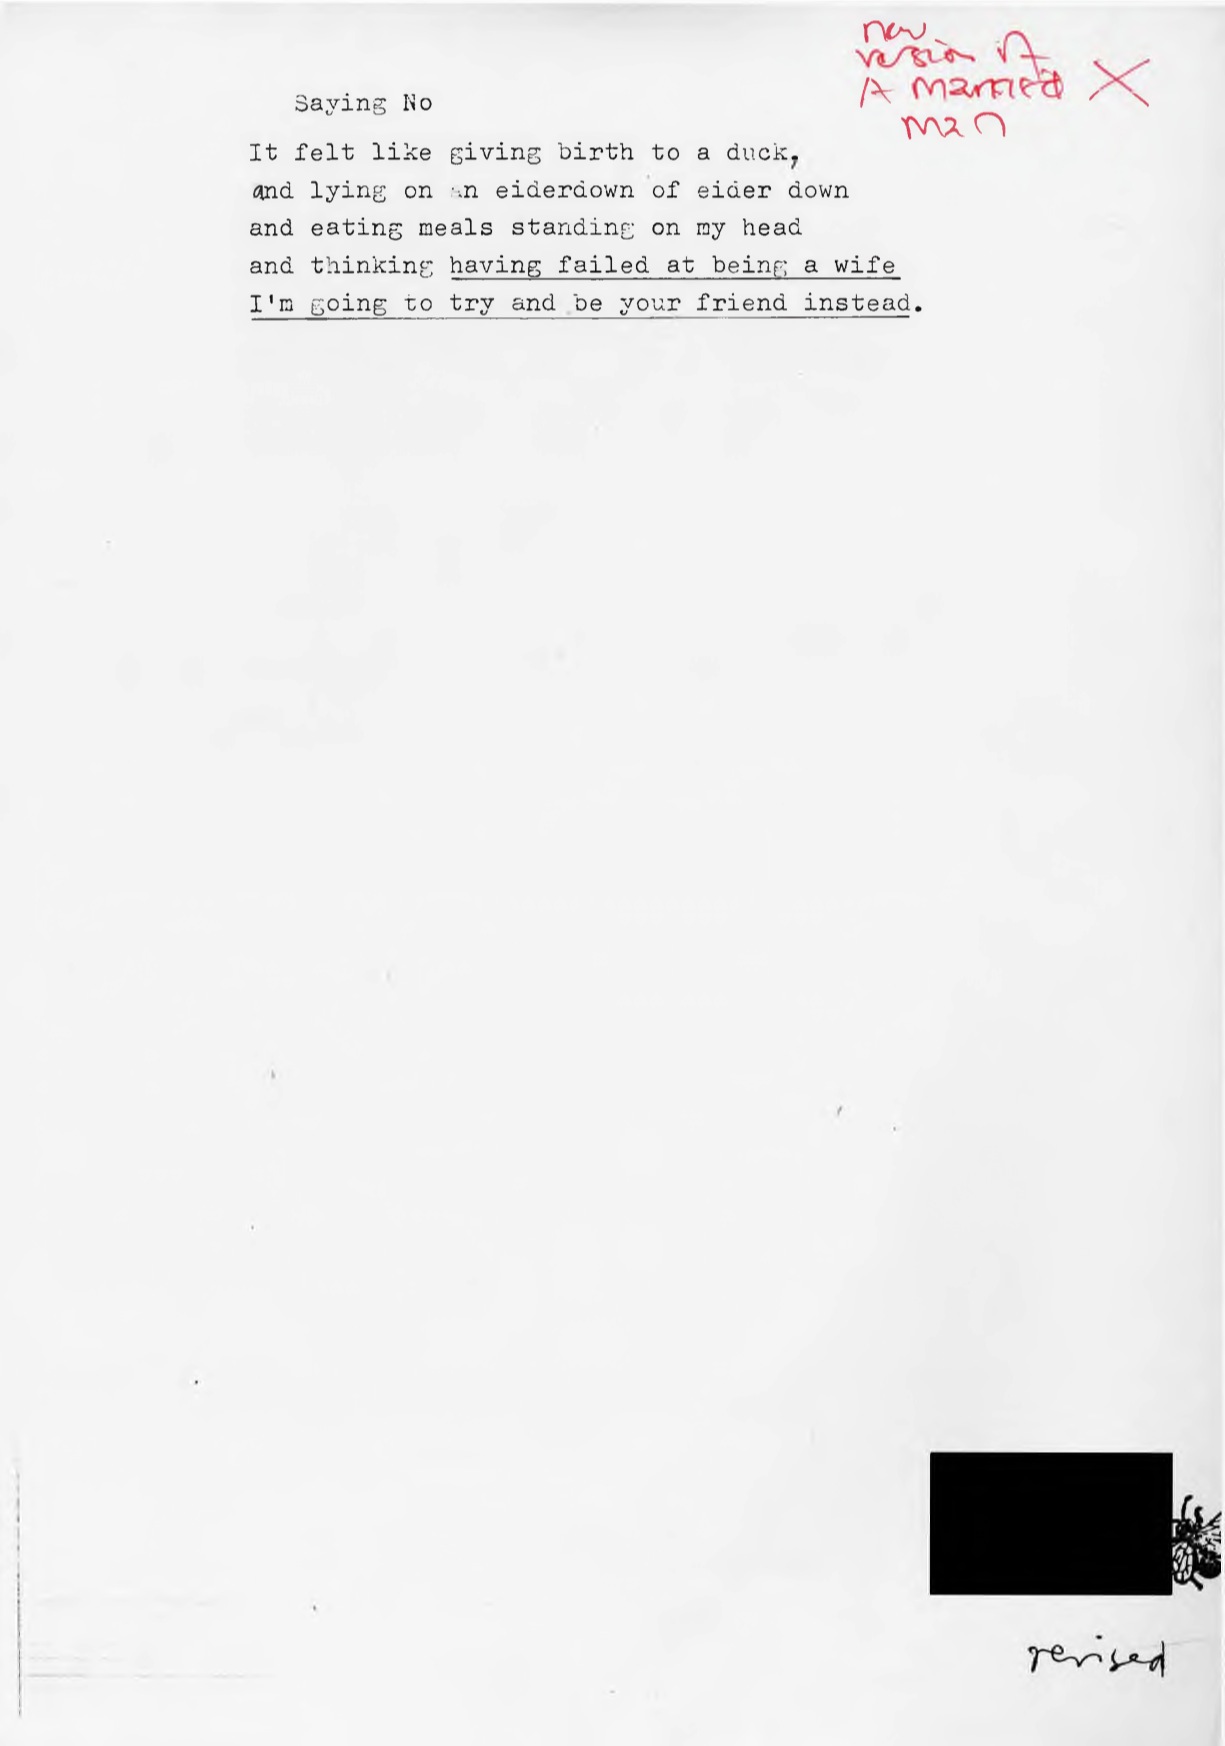 new
version of
A Married X
man
Saying No
It felt like giving birth to a duck,
and lying on an eiderdown of eider down
and eating meals standing on my head
and thinking having failed at being a wife
I'm going to try and be your friend instead.
revised